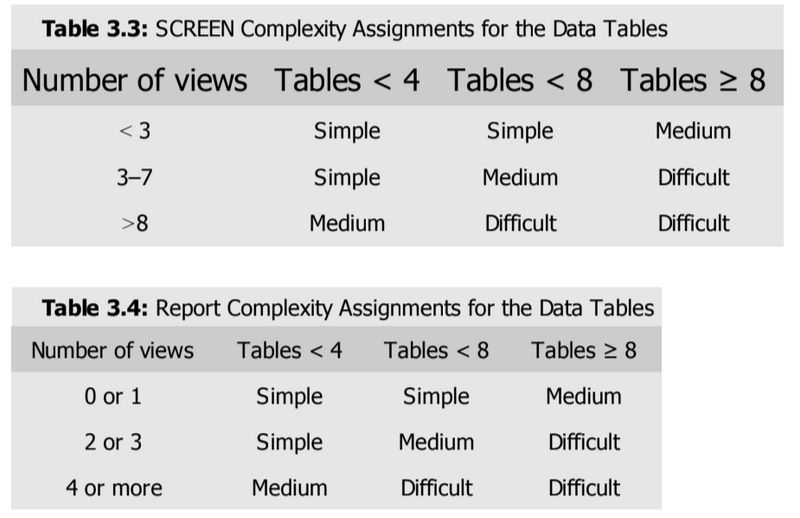 Table 3.3: SCREEN Complexity Assignments for the Data Tables
Number of views Tables < 4 Tables < 8 Tables ≥ 8
< 3 Simple Simple Medium
3–7 Simple Medium Difficult
>8 Medium Difficult Difficult
Table 3.4: Report Complexity Assignments for the Data Tables
Number of views Tables < 4 Tables < 8 Tables ≥ 8
0 or 1 Simple Simple Medium
2 or 3 Simple Medium Difficult
4 or more Medium Difficult Difficult